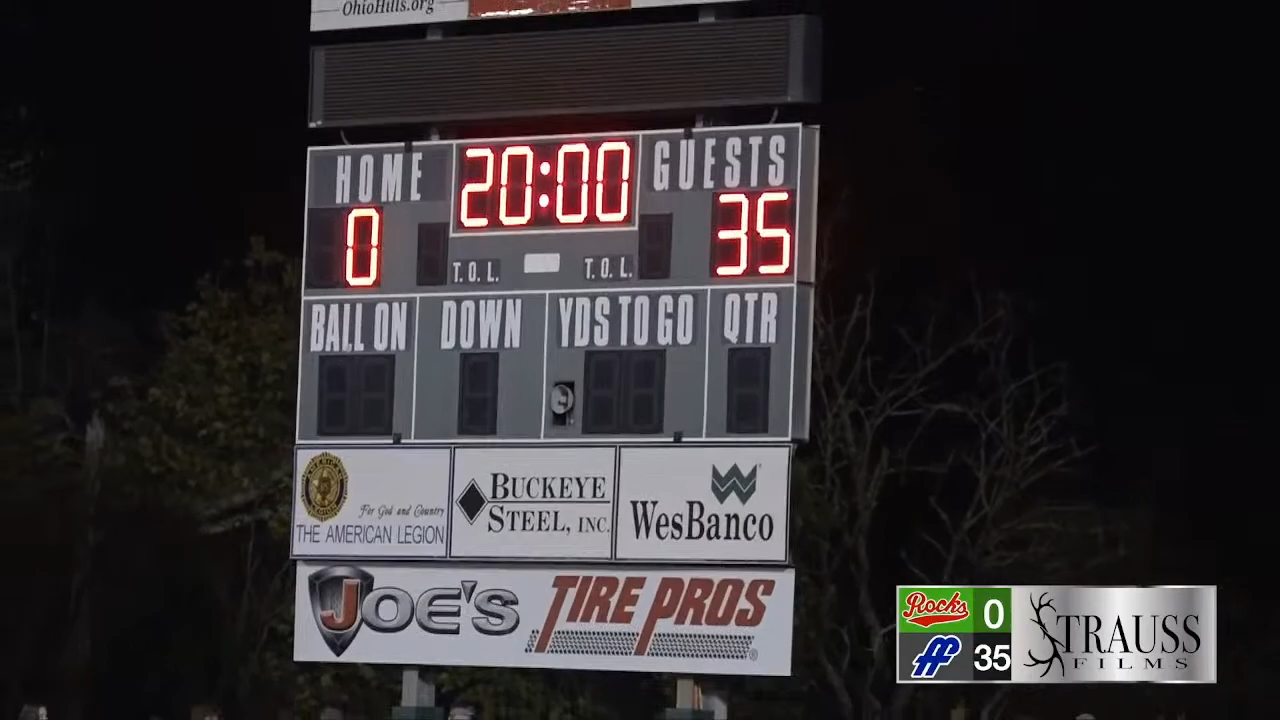 OhioHills.org
HOME 20:00 GUESTS
0 35
T.O.L. T.O.L.
BALL ON DOWN YDS TO GO QTR
For God and Country
THE AMERICAN LEGION
BUCKEYE
STEEL, INC.
WesBanco
JOE'S TIRE PROS
Rocks 0
ff 35
STRAUSS
FILMS